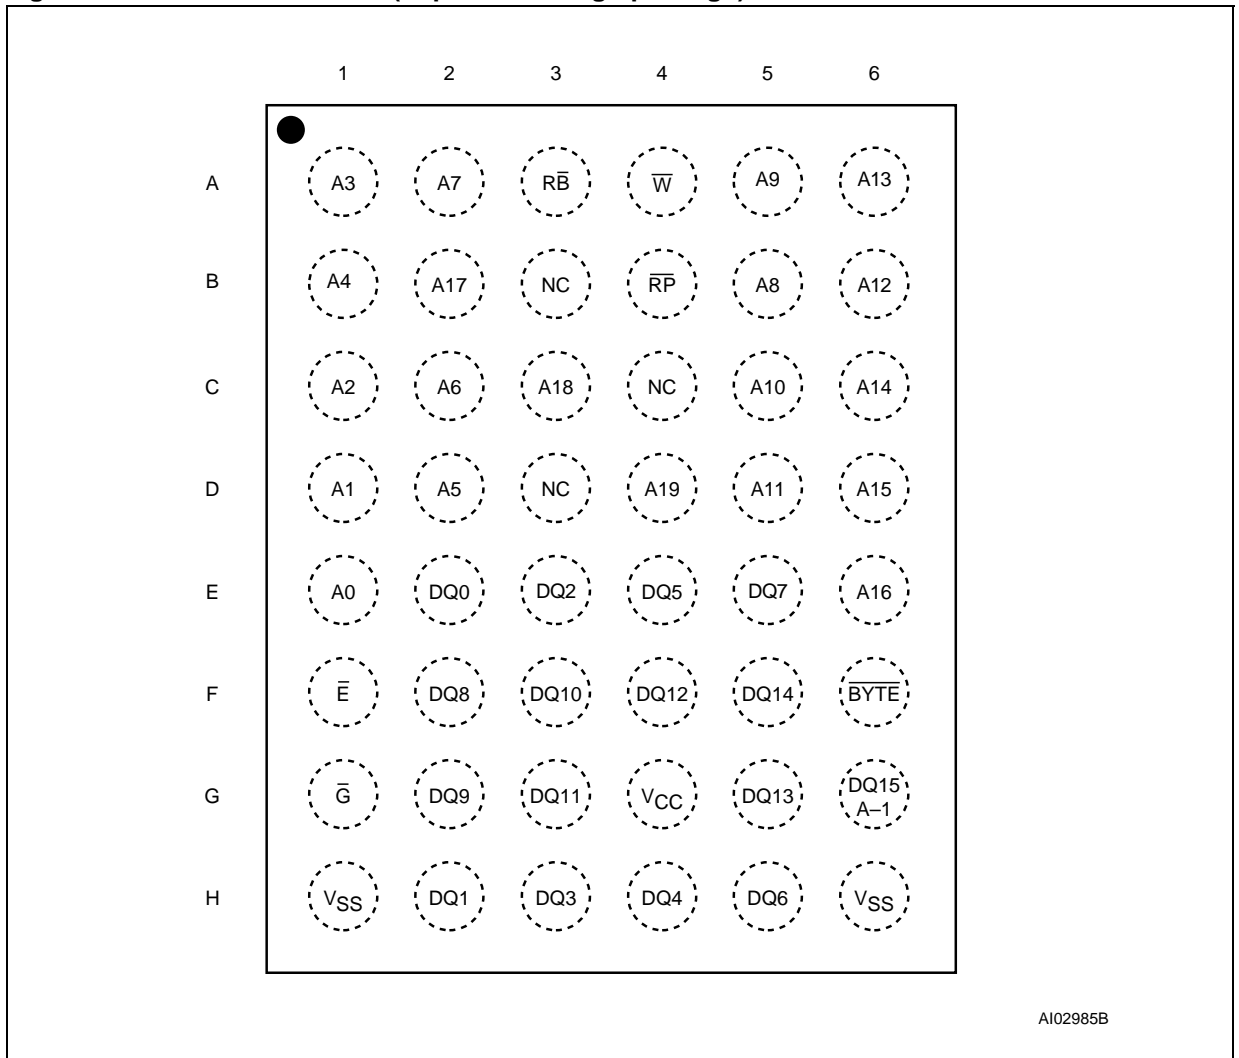 1 2 3 4 5 6
A A3 A7 RB̅ W̅ A9 A13
B A4 A17 NC R̅P̅ A8 A12
C A2 A6 A18 NC A10 A14
D A1 A5 NC A19 A11 A15
E A0 DQ0 DQ2 DQ5 DQ7 A16
F E̅ DQ8 DQ10 DQ12 DQ14 B̅Y̅T̅E̅
G G̅ DQ9 DQ11 VCC DQ13 DQ15
A–1
H VSS DQ1 DQ3 DQ4 DQ6 VSS
AI02985B